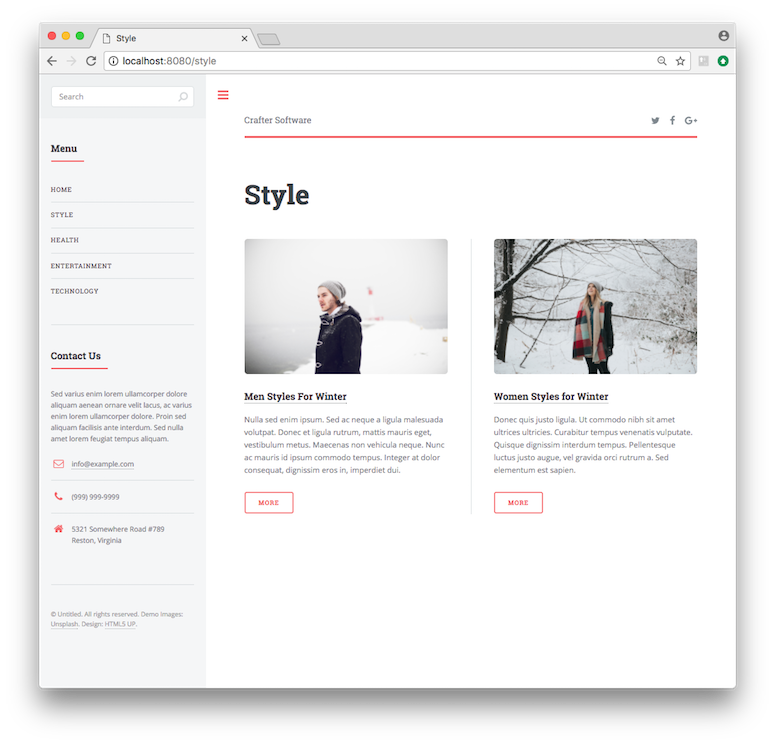 Style
localhost:8080/style
Search
Menu
HOME
STYLE
HEALTH
ENTERTAINMENT
TECHNOLOGY
Contact Us
Sed varius enim lorem ullamcorper dolore
aliquam aenean ornare velit lacus, ac varius
enim lorem ullamcorper dolore. Proin sed
aliquam facilisis ante interdum. Sed nulla
amet lorem feugiat tempus aliquam.
info@example.com
(999) 999-9999
5321 Somewhere Road #789
Reston, Virginia
© Untitled. All rights reserved. Demo Images:
Unsplash. Design: HTML5 UP.
Crafter Software
G+
Style
Men Styles For Winter
Nulla sed enim ipsum. Sed ac neque a ligula malesuada
volutpat. Donec et ligula rutrum, mattis mauris eget,
vestibulum metus. Maecenas non vehicula neque. Nunc
ac mauris id ipsum commodo tempus. Integer at dolor
consequat, dignissim eros in, imperdiet dui.
MORE
Women Styles for Winter
Donec quis justo ligula. Ut commodo nibh sit amet
ultrices ultricies. Curabitur tempus venenatis vulputate.
Quisque dignissim interdum tempus. Pellentesque
luctus justo augue, vel gravida orci rutrum a. Sed
elementum est sapien.
MORE